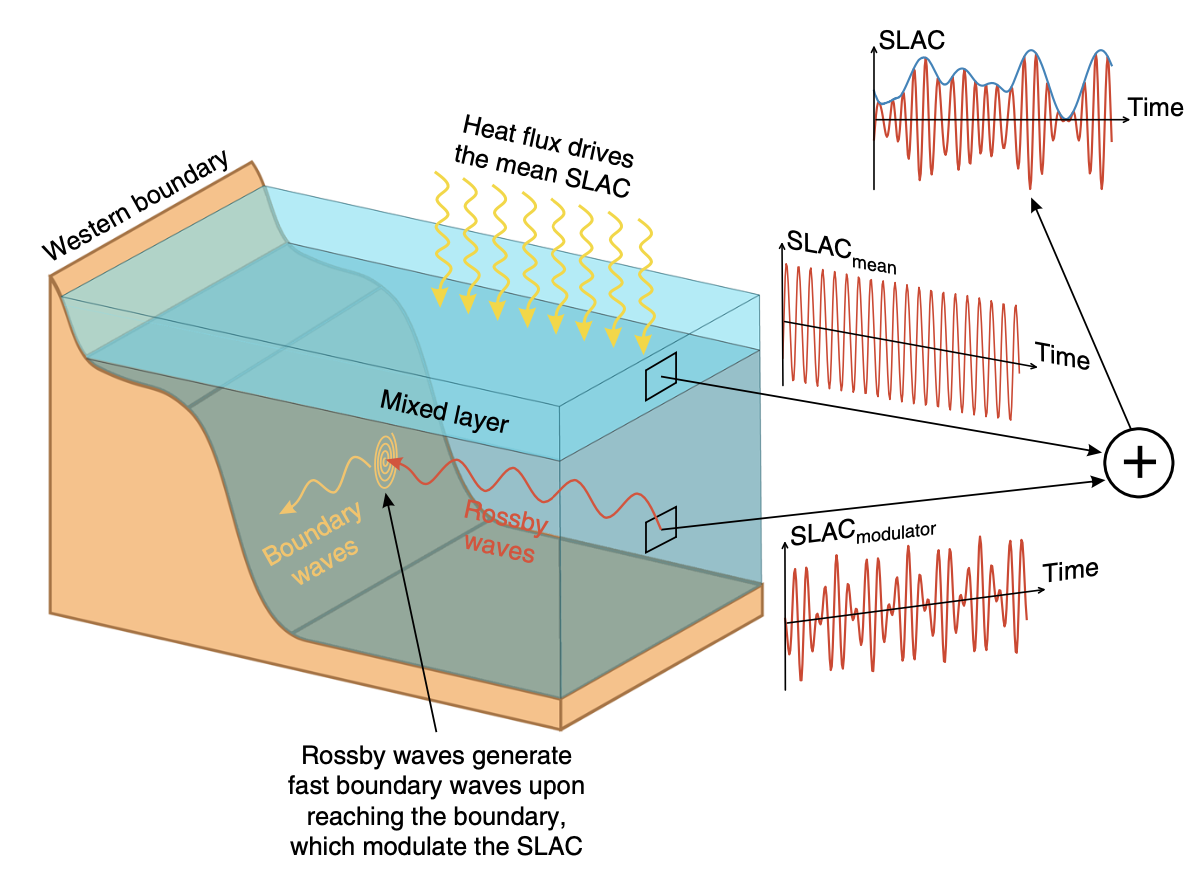 SLAC
Time
Heat flux drives
the mean SLAC
Western boundary
SLACmean
Time
Mixed layer
Rossby
waves
Boundary
waves
SLACmodulator
Time
+
Rossby waves generate
fast boundary waves upon
reaching the boundary,
which modulate the SLAC